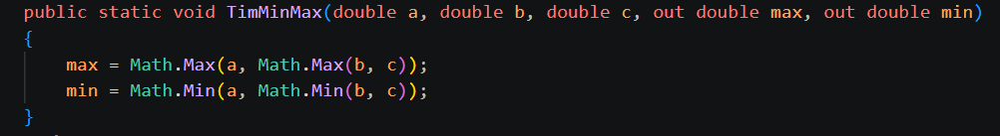 public static void TimMinMax(double a, double b, double c, out double max, out double min)
{
    max = Math.Max(a, Math.Max(b, c));
    min = Math.Min(a, Math.Min(b, c));
}